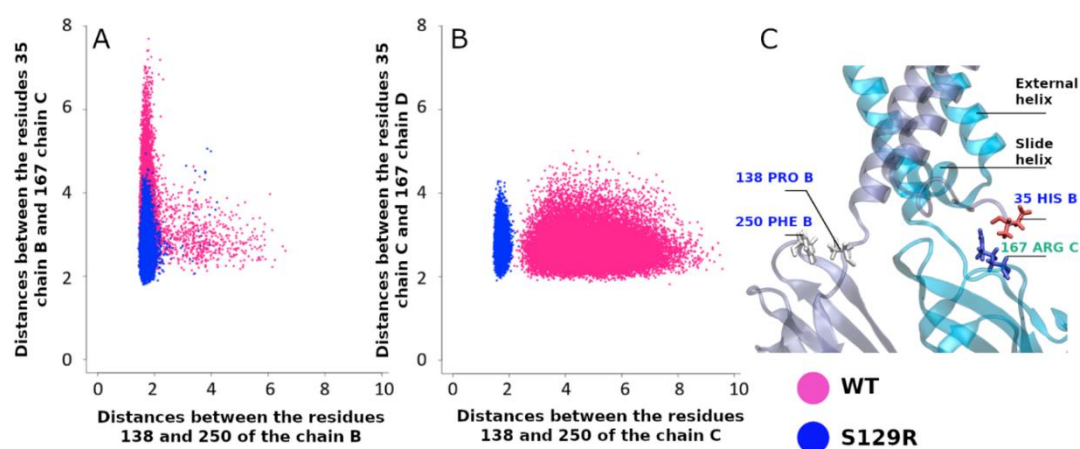 A
Distances between the resiudes 35
chain B and 167 chain C
8
6
4
2
0
0
2
4
6
8
10
Distances between the residues
138 and 250 of the chain B
B
Distances between the residues 35
chain C and 167 chain D
8
6
4
2
0
0
2
4
6
8
10
Distances between the residues
138 and 250 of the chain C
C
External
helix
Slide
helix
138 PRO B
35 HIS B
250 PHE B
167 ARG C
WT
S129R